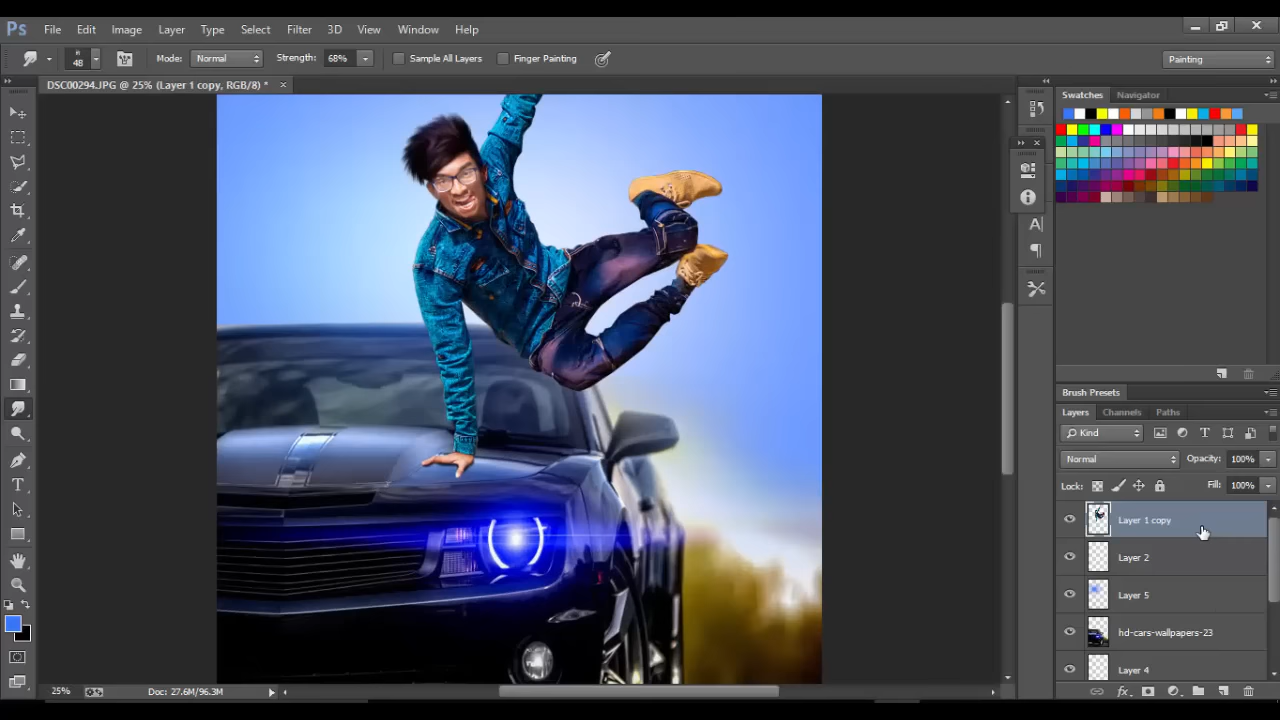 Ps File Edit Image Layer Type Select Filter 3D View Window Help
48 Mode: Normal Strength: 68% Sample All Layers Finger Painting Painting
DSC00294.JPG @ 25% (Layer 1 copy, RGB/8) *
Swatches Navigator
Brush Presets
Layers Channels Paths
Kind
Normal Opacity: 100%
Lock: Fill: 100%
Layer 1 copy
Layer 2
Layer 5
hd-cars-wallpapers-23
Layer 4
25% Doc: 27.6M/96.3M